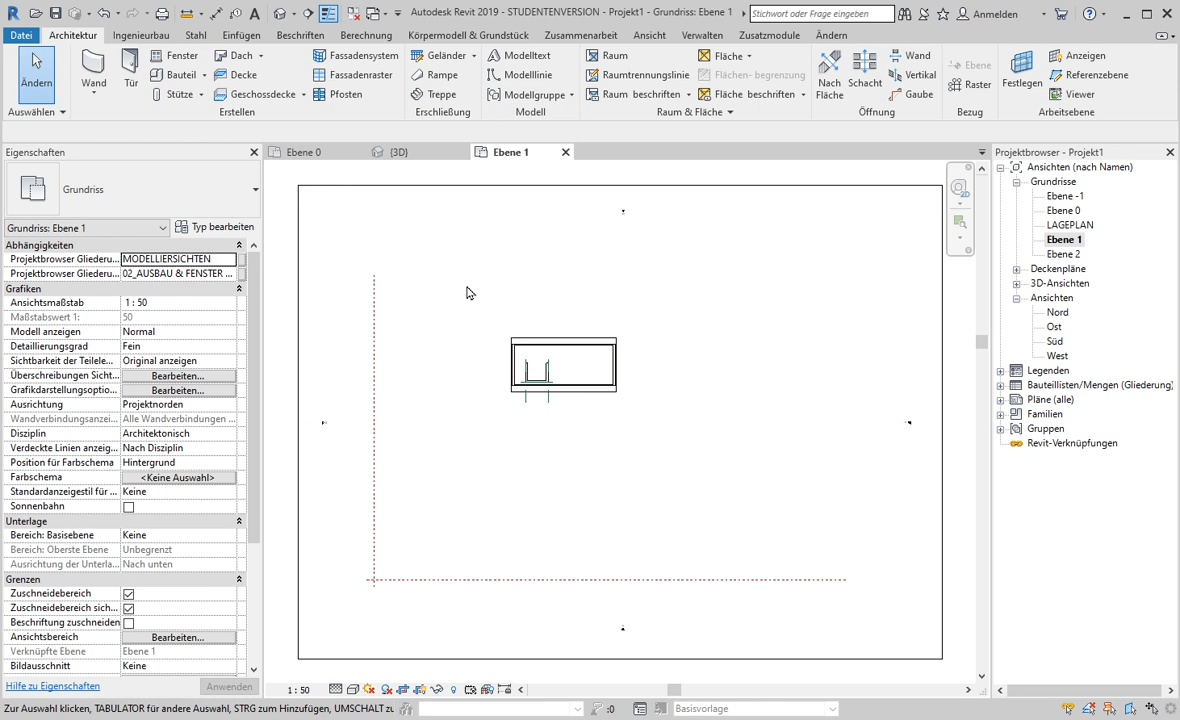 Autodesk Revit 2019 - STUDENTENVERSION - Projekt1 - Grundriss: Ebene 1
Stichwort oder Frage eingeben
Anmelden
Datei Architektur Ingenieurbau Stahl Einfügen Beschriften Berechnung Körpermodell & Grundstück Zusammenarbeit Ansicht Verwalten Zusatzmodule Ändern
Ändern
Auswählen
Wand
Tür
Fenster
Bauteil
Stütze
Dach
Decke
Geschossdecke
Fassadensystem
Fassadenraster
Pfosten
Erstellen
Geländer
Rampe
Treppe
Erschließung
Modelltext
Modelllinie
Modellgruppe
Modell
Raum
Raumtrennungslinie
Raum beschriften
Fläche
Flächen- begrenzung
Fläche beschriften
Raum & Fläche
Nach Fläche
Schacht
Wand
Vertikal
Gaube
Öffnung
Ebene
Raster
Bezug
Festlegen
Anzeigen
Referenzebene
Viewer
Arbeitsebene
Eigenschaften
Grundriss
Grundriss: Ebene 1
Typ bearbeiten
Abhängigkeiten
Projektbrowser Gliederu... MODELLIERSICHTEN
Projektbrowser Gliederu... 02_AUSBAU & FENSTER ...
Grafiken
Ansichtsmaßstab 1 : 50
Maßstabswert 1: 50
Modell anzeigen Normal
Detaillierungsgrad Fein
Sichtbarkeit der Teilele... Original anzeigen
Überschreibungen Sicht... Bearbeiten...
Grafikdarstellungsoptio... Bearbeiten...
Ausrichtung Projektnorden
Wandverbindungsanzei... Alle Wandverbindungen ...
Disziplin Architektonisch
Verdeckte Linien anzeig... Nach Disziplin
Position für Farbschema Hintergrund
Farbschema <Keine Auswahl>
Standardanzeigestil für ... Keine
Sonnenbahn
Unterlage
Bereich: Basisebene Keine
Bereich: Oberste Ebene Unbegrenzt
Ausrichtung der Unterla... Nach unten
Grenzen
Zuschneidebereich
Zuschneidebereich sich...
Beschriftung zuschneiden
Ansichtsbereich Bearbeiten...
Verknüpfte Ebene Ebene 1
Bildausschnitt Keine
Hilfe zu Eigenschaften
Anwenden
Ebene 0
{3D}
Ebene 1
2D
1 : 50
Projektbrowser - Projekt1
Ansichten (nach Namen)
Grundrisse
Ebene -1
Ebene 0
LAGEPLAN
Ebene 1
Ebene 2
Deckenpläne
3D-Ansichten
Ansichten
Nord
Ost
Süd
West
Legenden
Bauteillisten/Mengen (Gliederung)
Pläne (alle)
Familien
Gruppen
Revit-Verknüpfungen
Zur Auswahl klicken, TABULATOR für andere Auswahl, STRG zum Hinzufügen, UMSCHALT zu
:0
Basisvorlage
:0